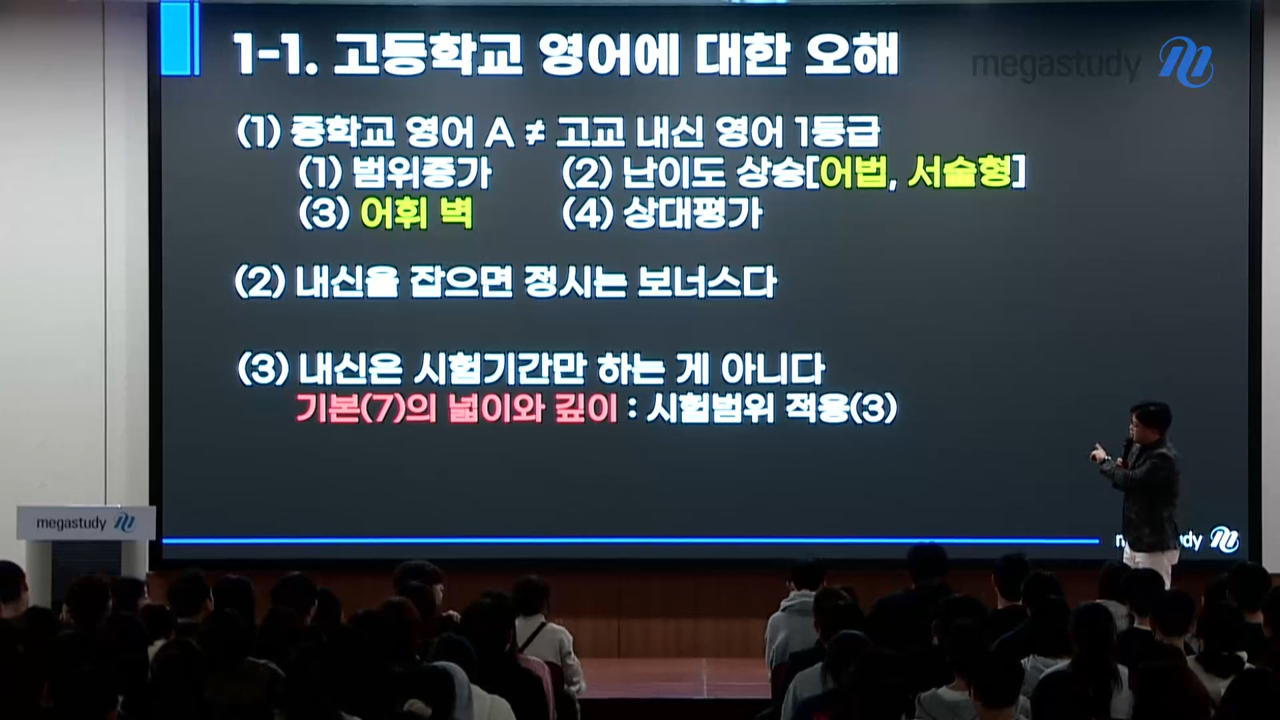 1-1. 고등학교 영어에 대한 오해
megastudy
(1) 중학교 영어 A ≠ 고교 내신 영어 1등급
(1) 범위증가 (2) 난이도 상승[어법, 서술형]
(3) 어휘 벽 (4) 상대평가
(2) 내신을 잡으면 정시는 보너스다
(3) 내신은 시험기간만 하는 게 아니다
기본(7)의 넓이와 깊이 : 시험범위 적용(3)
megastudy